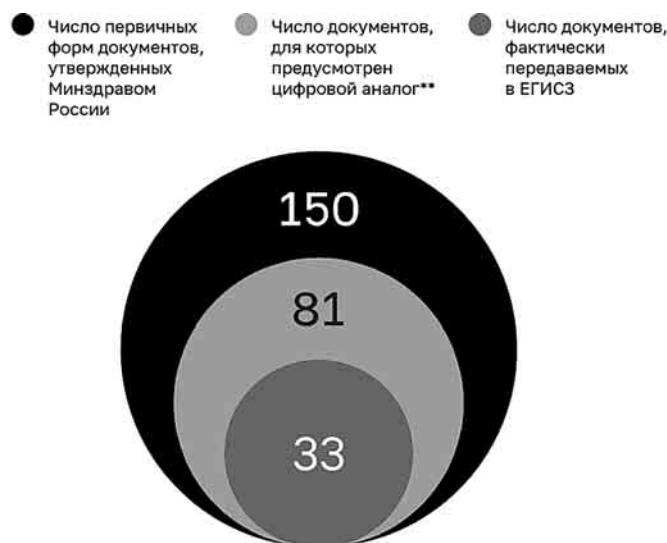 Число первичных
форм документов,
утвержденных
Минздравом
России
Число документов,
для которых
предусмотрен
цифровой аналог**
Число документов,
фактически
передаваемых
в ЕГИСЗ
150
81
33